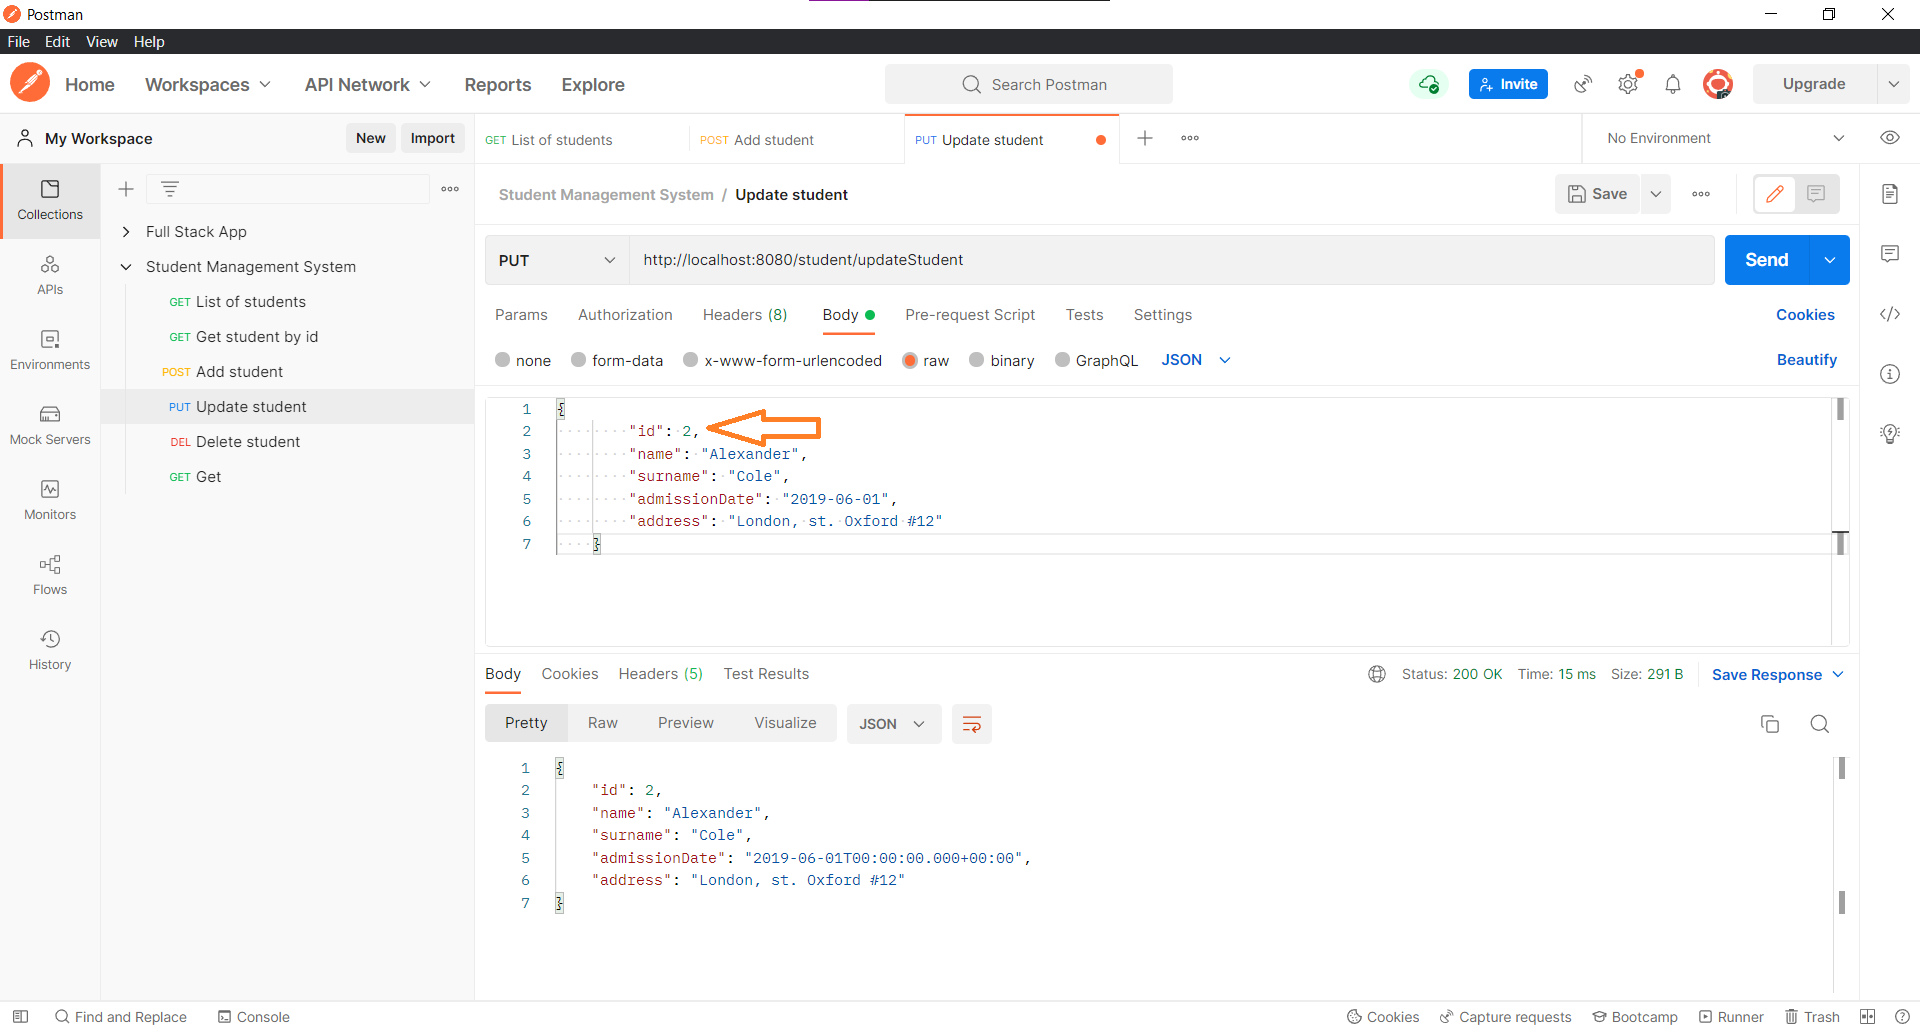 Postman
File Edit View Help
Home Workspaces API Network Reports Explore Search Postman Invite Upgrade
My Workspace New Import GET List of students POST Add student PUT Update student No Environment
Student Management System / Update student Save
Collections
APIs
Environments
Mock Servers
Monitors
Flows
History
Full Stack App
Student Management System
GET List of students
GET Get student by id
POST Add student
PUT Update student
DEL Delete student
GET Get
PUT http://localhost:8080/student/updateStudent Send
Params Authorization Headers (8) Body Pre-request Script Tests Settings Cookies
none form-data x-www-form-urlencoded raw binary GraphQL JSON Beautify
1 {
2 "id": 2,
3 "name": "Alexander",
4 "surname": "Cole",
5 "admissionDate": "2019-06-01",
6 "address": "London, st. Oxford #12"
7 }
Body Cookies Headers (5) Test Results Status: 200 OK Time: 15 ms Size: 291 B Save Response
Pretty Raw Preview Visualize JSON
1 {
2 "id": 2,
3 "name": "Alexander",
4 "surname": "Cole",
5 "admissionDate": "2019-06-01T00:00:00.000+00:00",
6 "address": "London, st. Oxford #12"
7 }
Find and Replace Console Cookies Capture requests Bootcamp Runner Trash